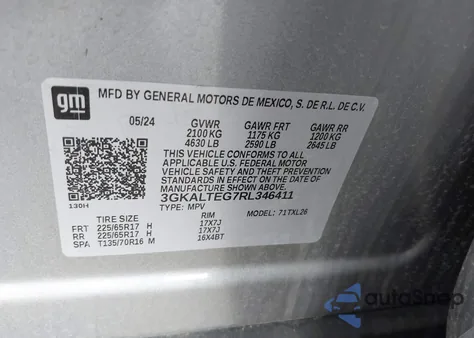 gm
MFD BY GENERAL MOTORS DE MEXICO, S. DE R.L. DE C.V.
05/24 GVWR GAWR FRT GAWR RR
2100 KG 1175 KG 1200 KG
4630 LB 2590 LB 2645 LB
THIS VEHICLE CONFORMS TO ALL
APPLICABLE U.S. FEDERAL MOTOR
VEHICLE SAFETY AND THEFT
PREVENTION STANDARDS IN EFFECT ON
THE DATE OF MANUFACTURE SHOWN ABOVE.
3GKALTEG7RL346411
130H TYPE: MPV MODEL: 71TXL26
TIRE SIZE RIM
FRT 225/65R17 H 17X7J
RR 225/65R17 H 17X7J
SPA T135/70R16 M 16X4BT
autoSnep